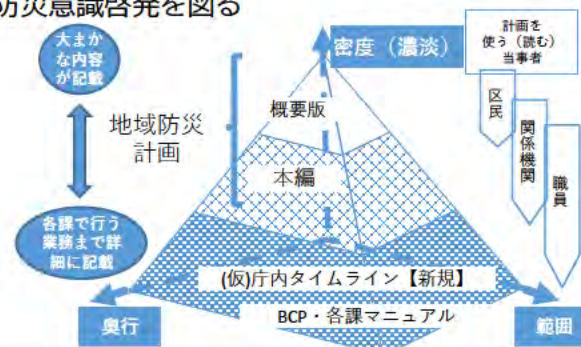 防災意識啓発を図る
大まか
な内容
が記載
地域防災
計画
各課で行う
業務まで詳
細に記載
密度（濃淡）
概要版
本編
(仮)庁内タイムライン【新規】
BCP・各課マニュアル
奥行
範囲
計画を
使う（読む）
当事者
区民
関係機関
職員